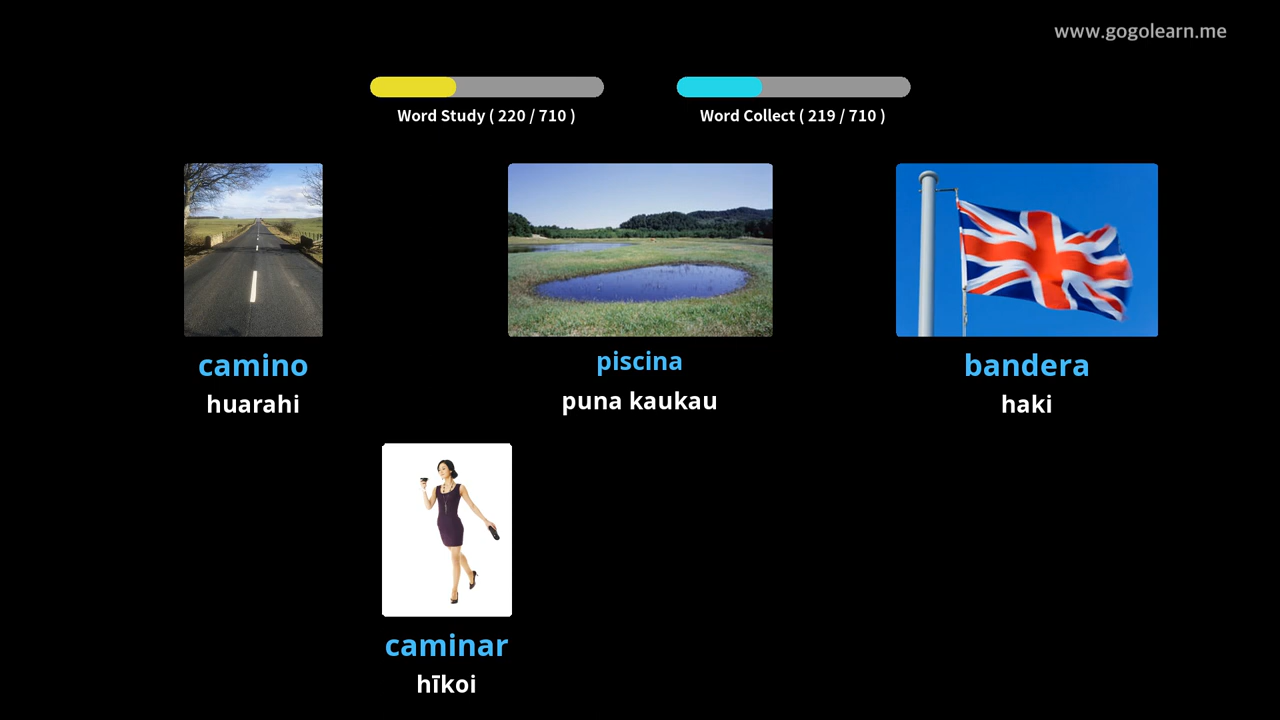 www.gogolearn.me
Word Study ( 220 / 710 )
Word Collect ( 219 / 710 )
camino
huarahi
piscina
puna kaukau
bandera
haki
caminar
hīkoi